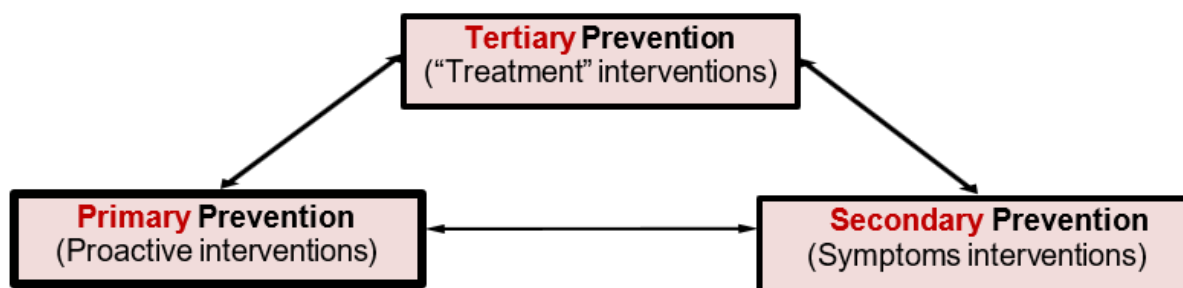 Tertiary Prevention
(“Treatment” interventions)
Primary Prevention
(Proactive interventions)
Secondary Prevention
(Symptoms interventions)